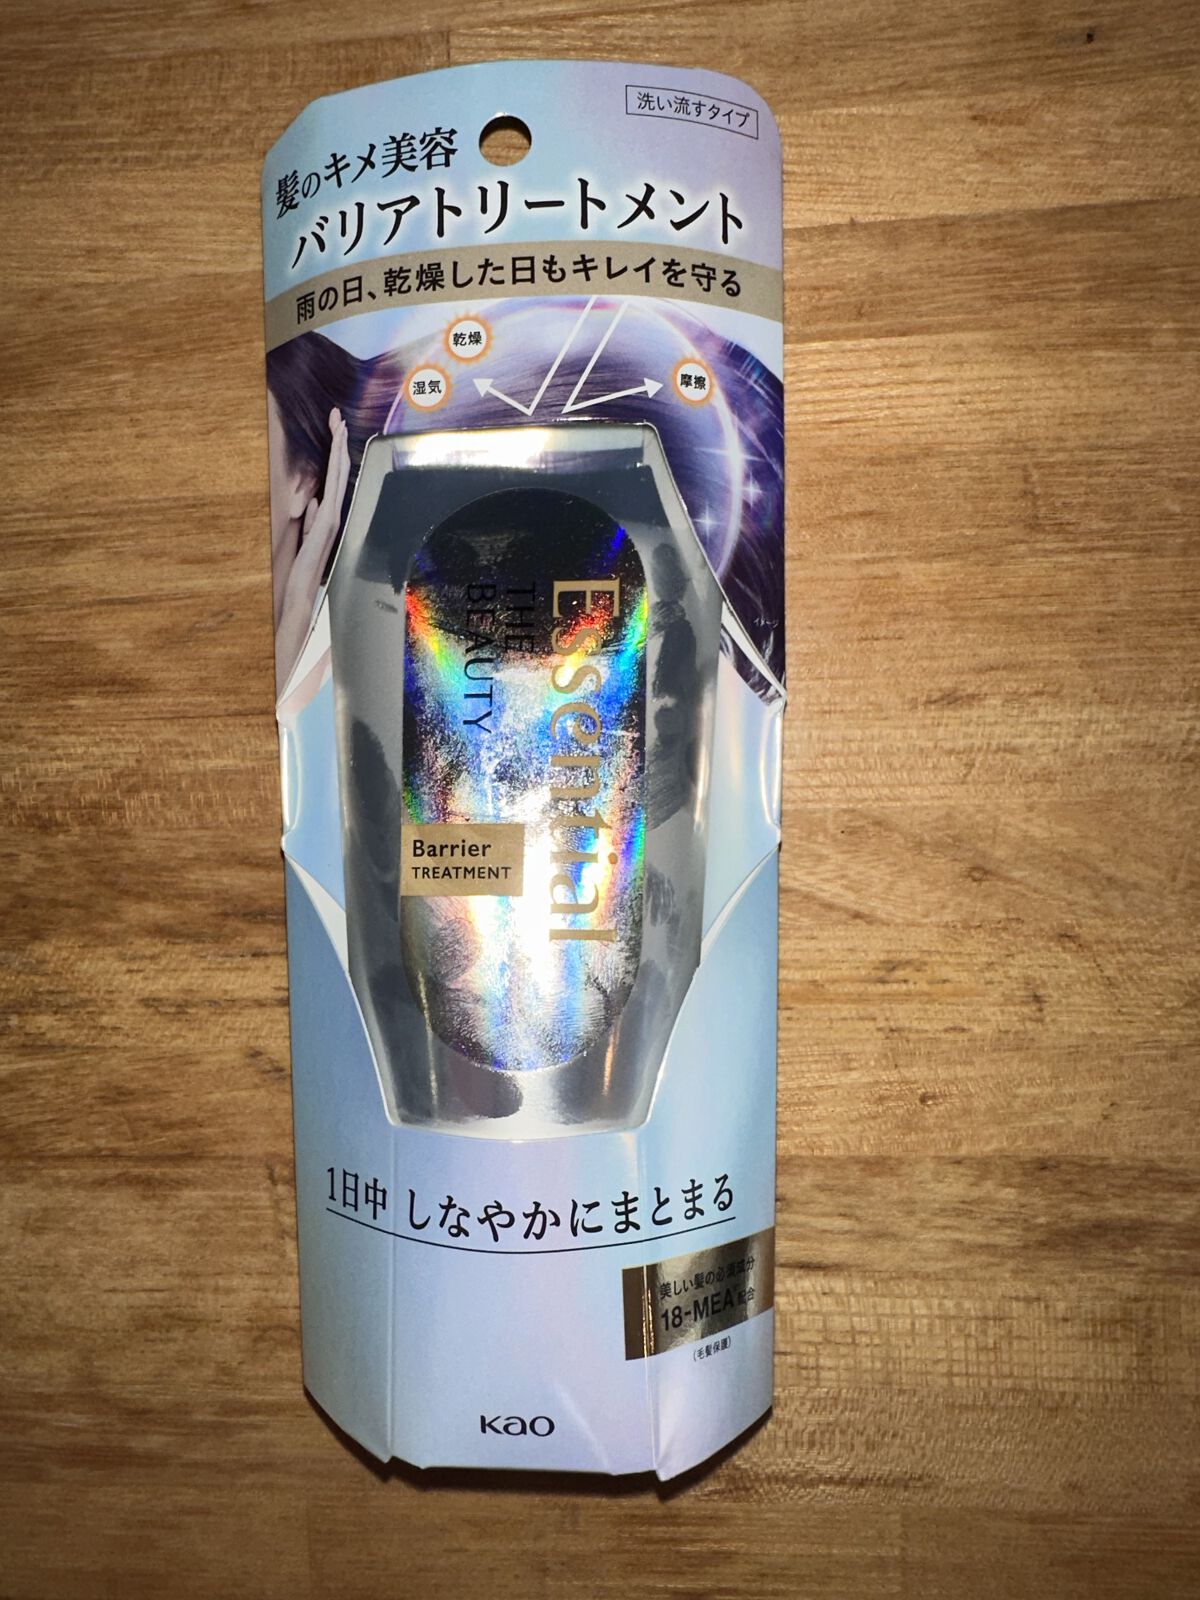 洗い流すタイプ
髪のキメ美容
バリアトリートメント
雨の日、乾燥した日もキレイを守る
乾燥
湿気
摩擦
イメージ
Essential
THE
BEAUTY
Barrier
TREATMENT
1日中 しなやかにまとまる
美しい髪の必須成分
18-MEA 配合
(毛髪保護)
Kao